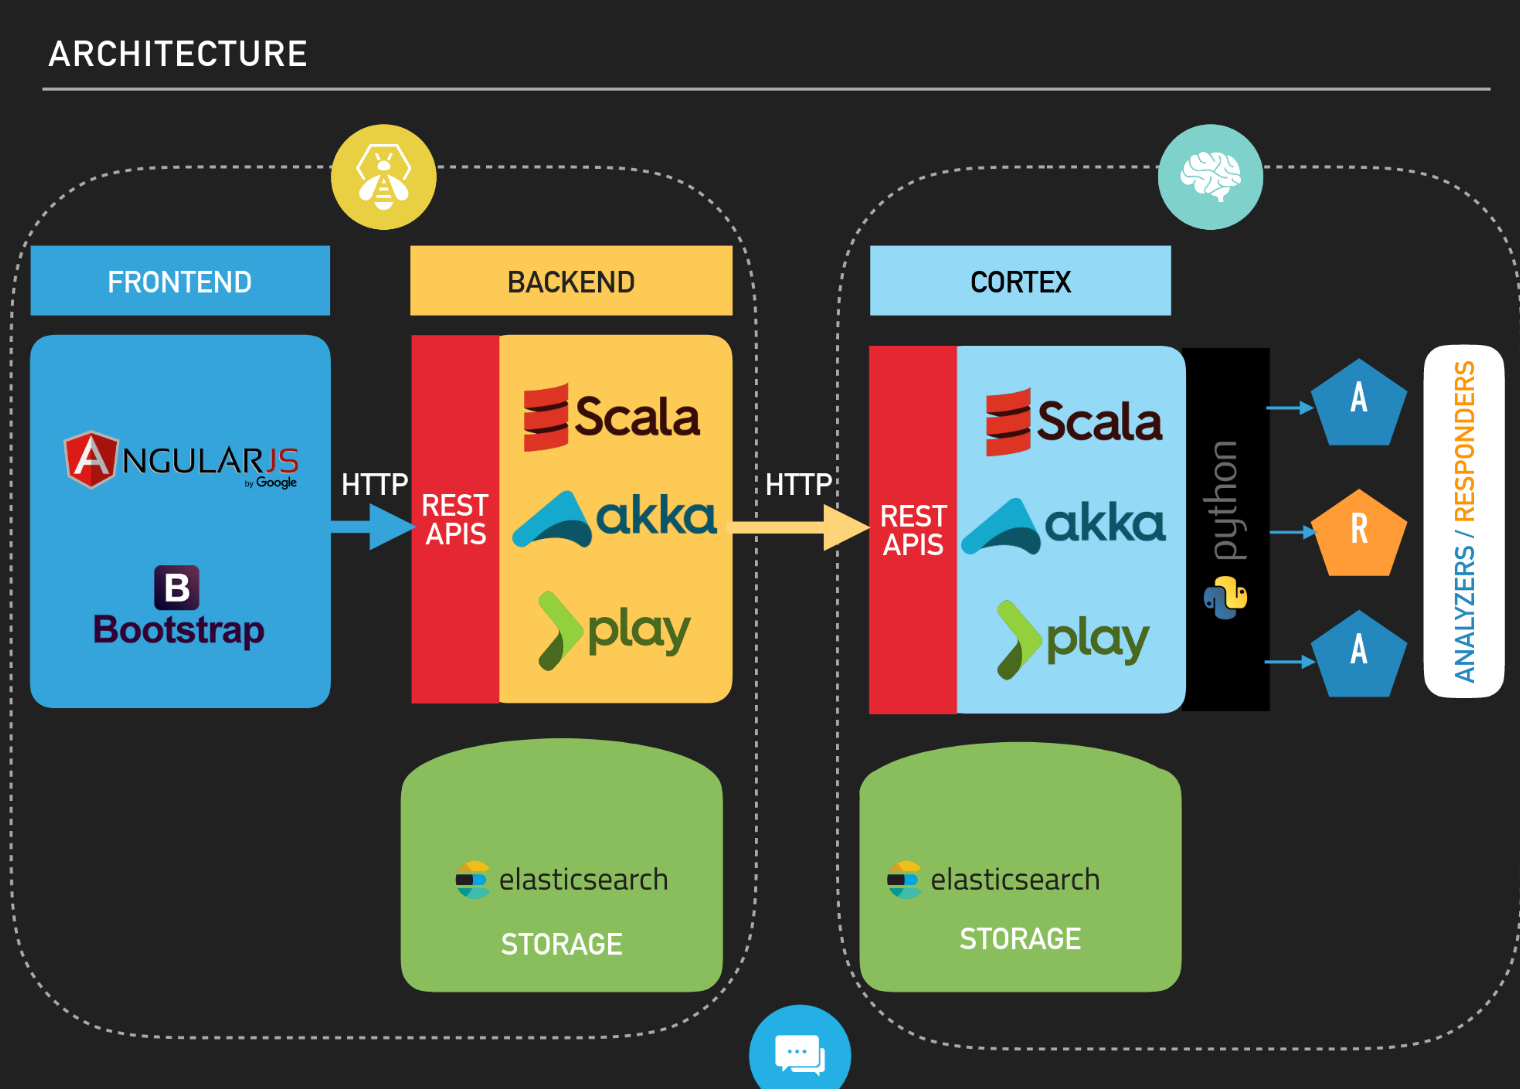 ARCHITECTURE
FRONTEND
BACKEND
CORTEX
ANGULARJS
by Google
B
Bootstrap
HTTP
REST
APIS
Scala
akka
play
HTTP
REST
APIS
Scala
akka
play
python
A
R
A
ANALYZERS / RESPONDERS
elasticsearch
STORAGE
elasticsearch
STORAGE